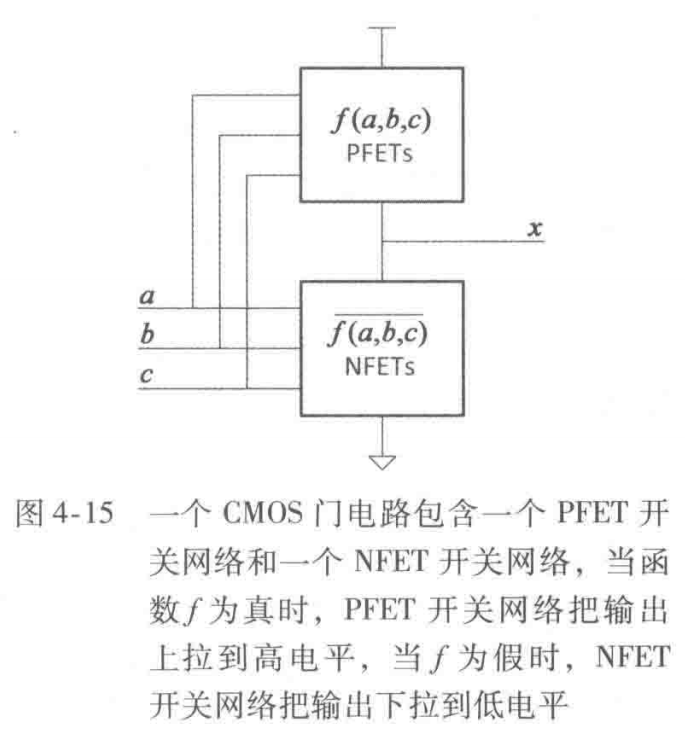 f(a,b,c)
PFETs
x
a
b
c
\overline{f(a,b,c)}
NFETs
图 4-15 一个 CMOS 门电路包含一个 PFET 开
关网络和一个 NFET 开关网络，当函
数 f 为真时，PFET 开关网络把输出
上拉到高电平，当 f 为假时，NFET
开关网络把输出下拉到低电平